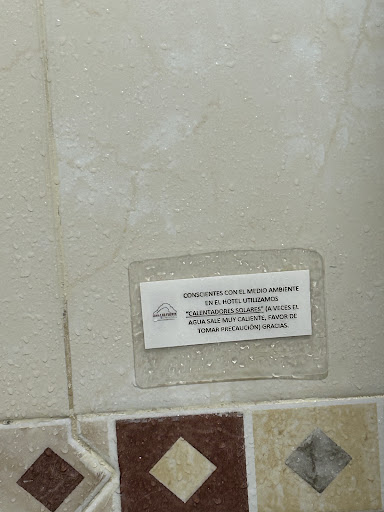 CONSCIENTES CON EL MEDIO AMBIENTE
EN EL HOTEL UTILIZAMOS
"CALENTADORES SOLARES" (A VECES EL
AGUA SALE MUY CALIENTE, FAVOR DE
TOMAR PRECAUCIÓN) GRACIAS.